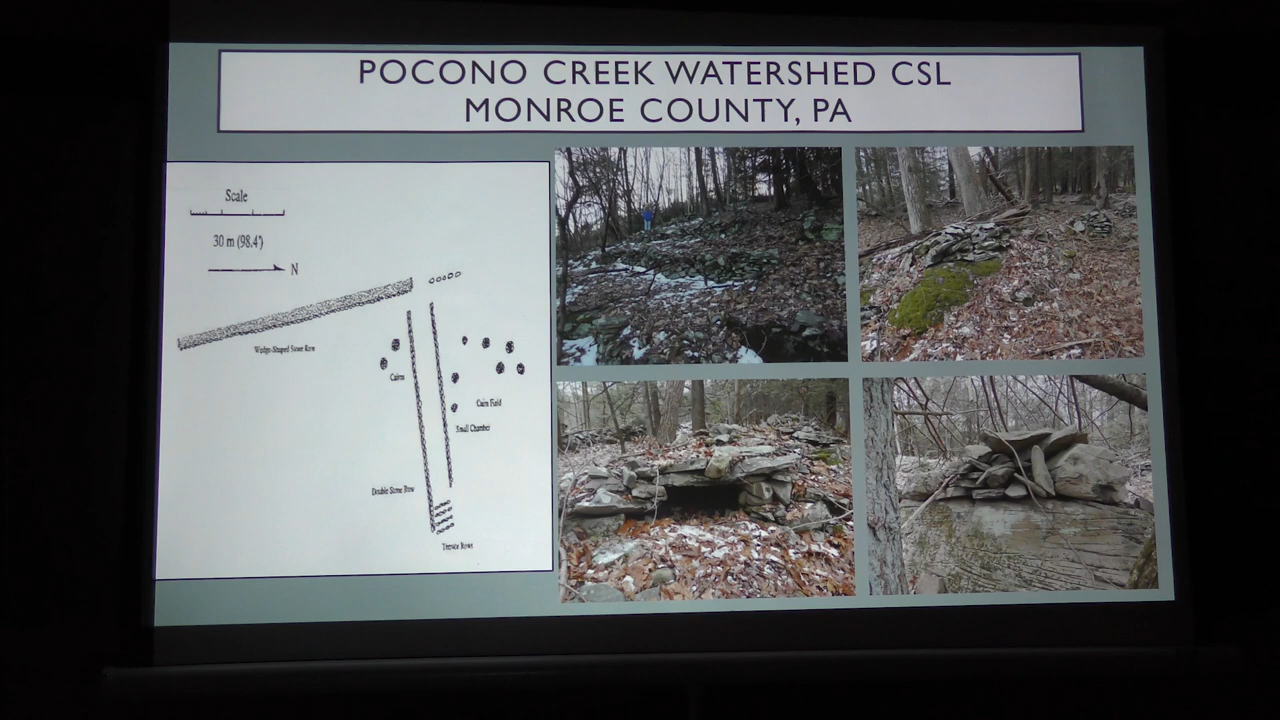 POCONO CREEK WATERSHED CSL
MONROE COUNTY, PA
Scale
30 m (98.4')
N
Wedge-Shaped Stone Row
Cairns
Cairn Field
Small Chamber
Double Stone Row
Terrace Rows